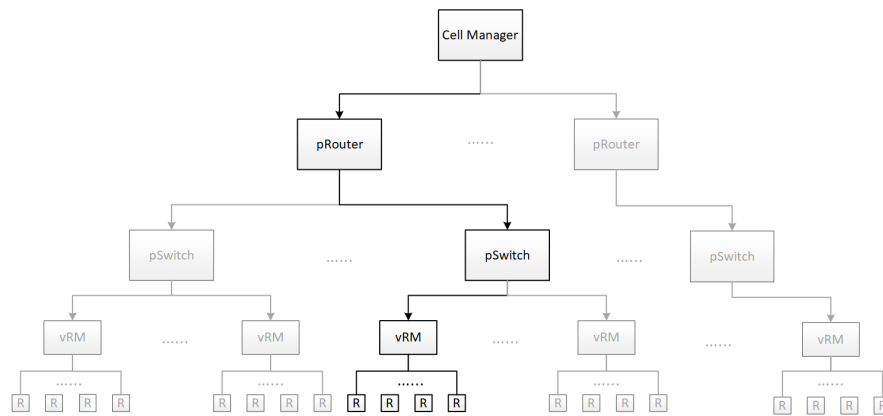 Cell Manager
pRouter
......
pRouter
pSwitch
......
pSwitch
......
pSwitch
vRM
......
vRM
vRM
......
vRM
......
vRM
......
......
......
......
......
R R R R
R R R R
R R R R
R R R R
R R R R